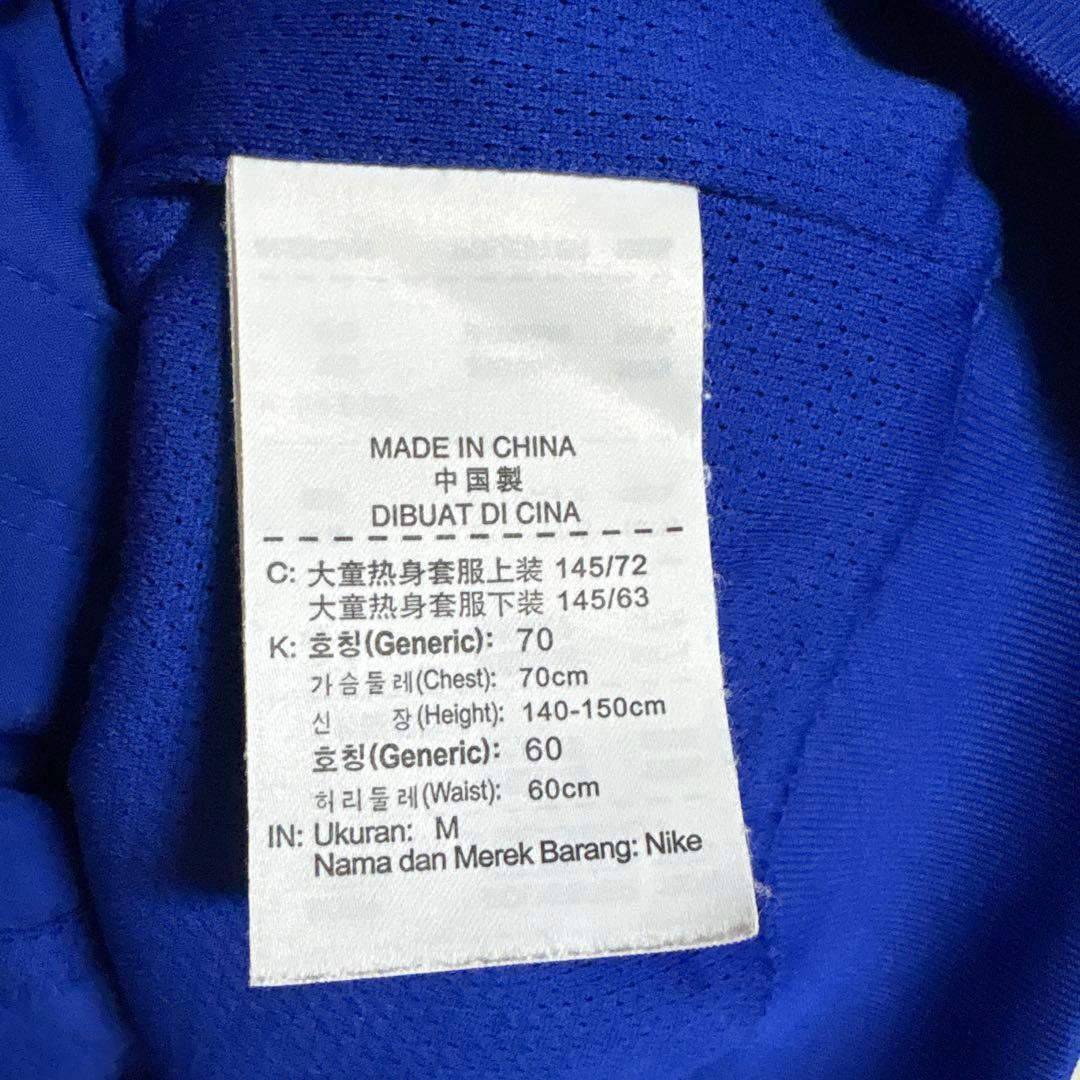 MADE IN CHINA
中国製
DIBUAT DI CINA
C: 大童热身套服上装 145/72
大童热身套服下装 145/63
K: 호칭(Generic): 70
가슴둘레(Chest): 70cm
신 장(Height): 140-150cm
호칭(Generic): 60
허리둘레(Waist): 60cm
IN: Ukuran: M
Nama dan Merek Barang: Nike